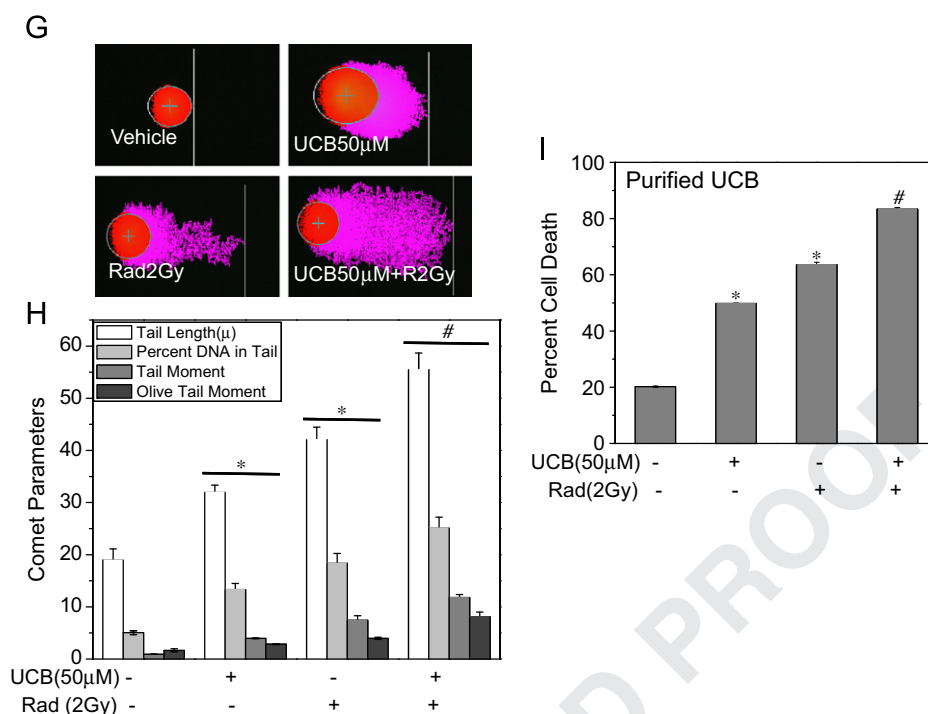 G
Vehicle
UCB50μM
Rad2Gy
UCB50μM+R2Gy
H
Tail Length(μ)
Percent DNA in Tail
Tail Moment
Olive Tail Moment
Comet Parameters
60
50
40
30
20
10
0
*
*
#
UCB(50μM) - + - +
Rad (2Gy) - - + +
I
Purified UCB
Percent Cell Death
100
80
60
40
20
0
*
*
#
UCB(50μM) - + - +
Rad(2Gy) - - + +
D PROOF